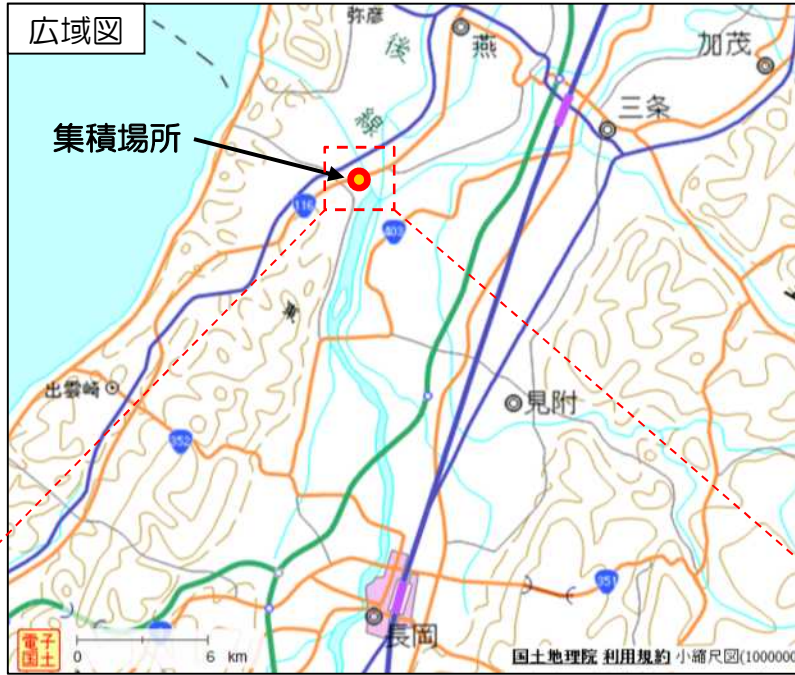 広域図
弥彦
燕
加茂
後
線
三条
集積場所
116
403
東
見附
出雲崎
352
351
長岡
電子
国土
0 6 km
国土地理院 利用規約 小縮尺図(1000000